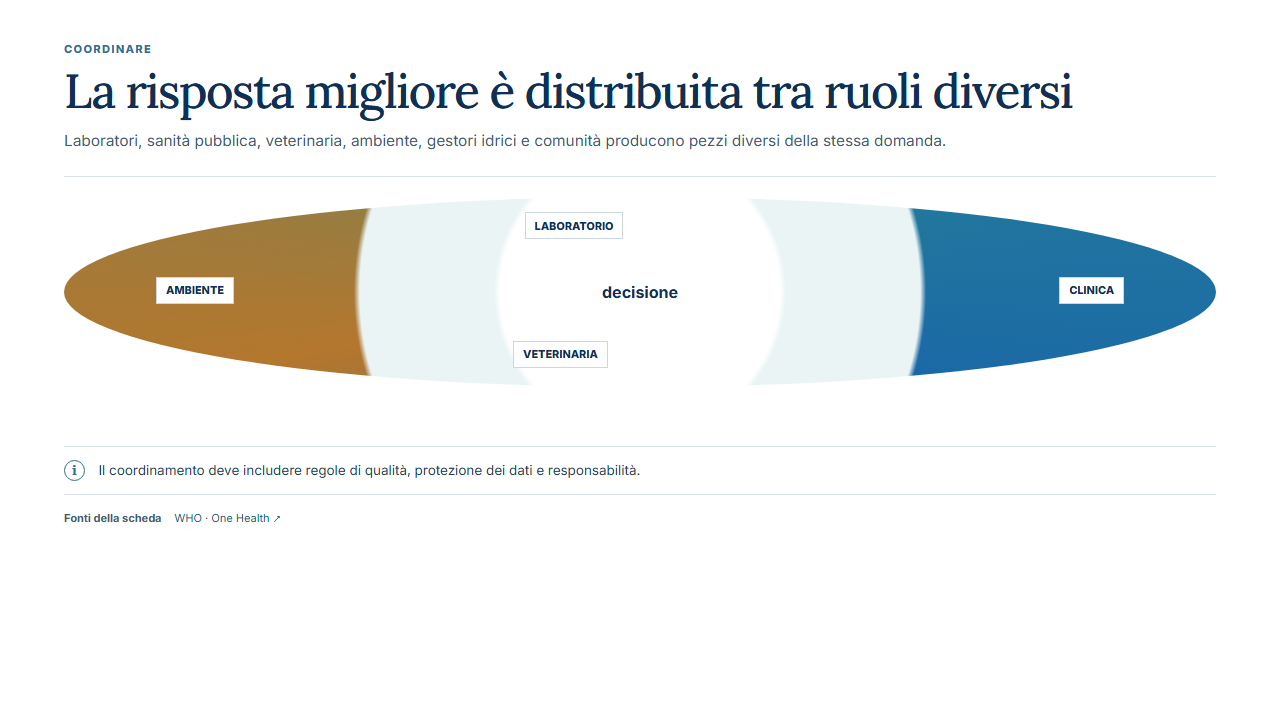 COORDINARE
La risposta migliore è distribuita tra ruoli diversi
Laboratori, sanità pubblica, veterinaria, ambiente, gestori idrici e comunità producono pezzi diversi della stessa domanda.
LABORATORIO
AMBIENTE
decisione
CLINICA
VETERINARIA
i Il coordinamento deve includere regole di qualità, protezione dei dati e responsabilità.
Fonti della scheda WHO · One Health ↗